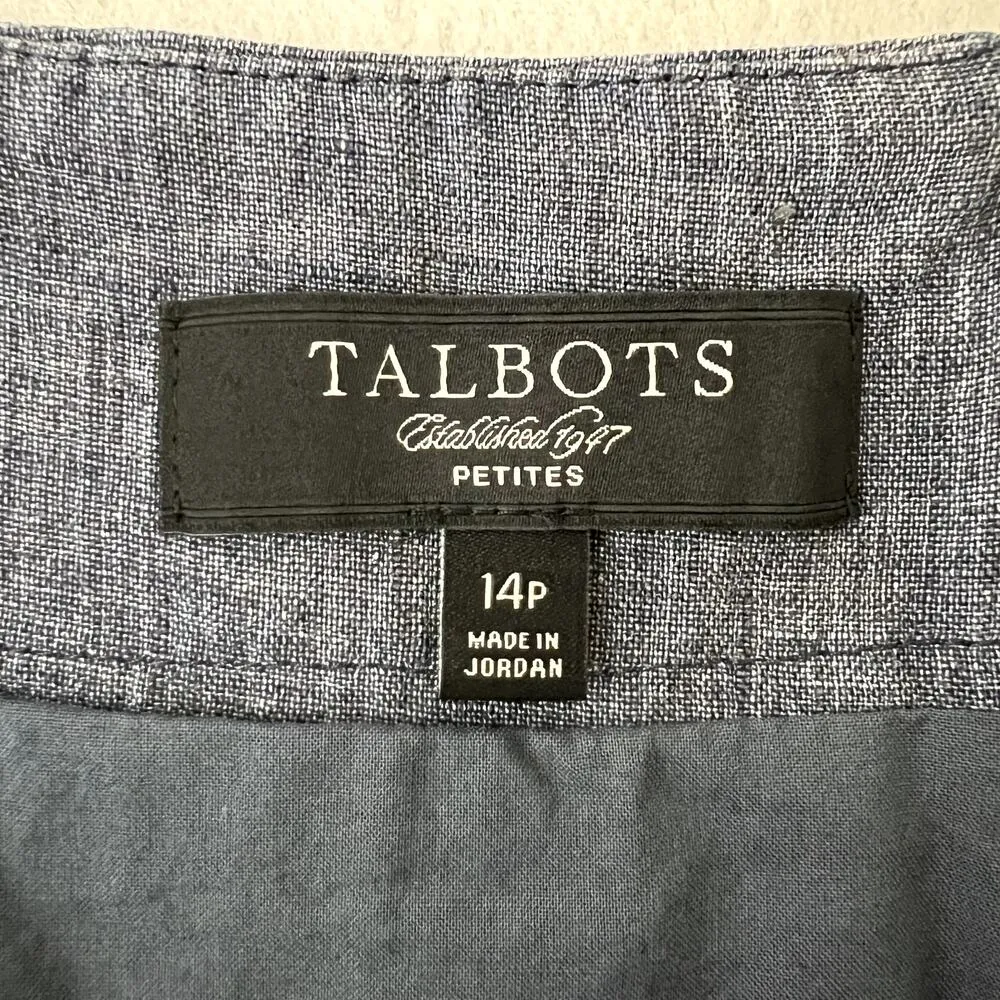 TALBOTS
Established 1947
PETITES
14P
MADE IN
JORDAN